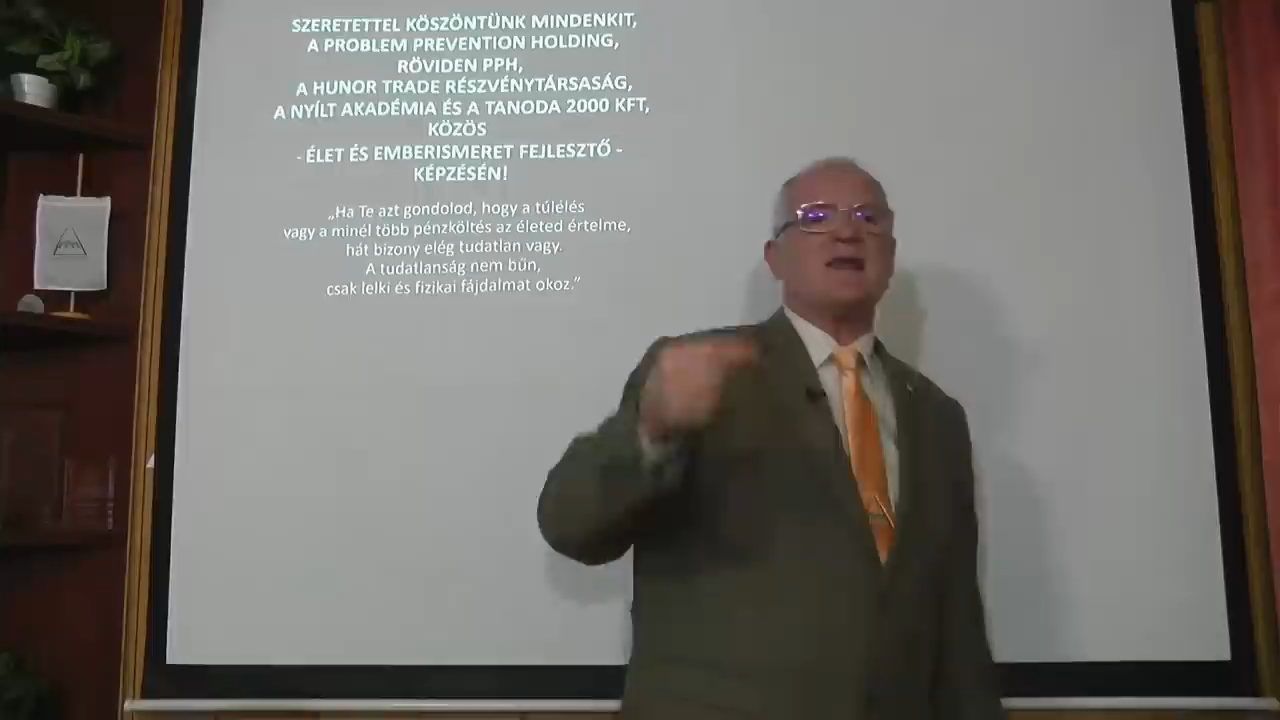 SZERETETTEL KÖSZÖNTÜNK MINDENKIT,
A PROBLEM PREVENTION HOLDING,
RÖVIDEN PPH,
A HUNOR TRADE RÉSZVÉNYTÁRSASÁG,
A NYÍLT AKADÉMIA ÉS A TANODA 2000 KFT,
KÖZÖS
- ÉLET ÉS EMBERISMERET FEJLESZTŐ -
KÉPZÉSÉN!
„Ha Te azt gondolod, hogy a túlélés
vagy a minél több pénzköltés az életed értelme,
hát bizony elég tudatlan vagy.
A tudatlanság nem bűn,
csak lelki és fizikai fájdalmat okoz.”